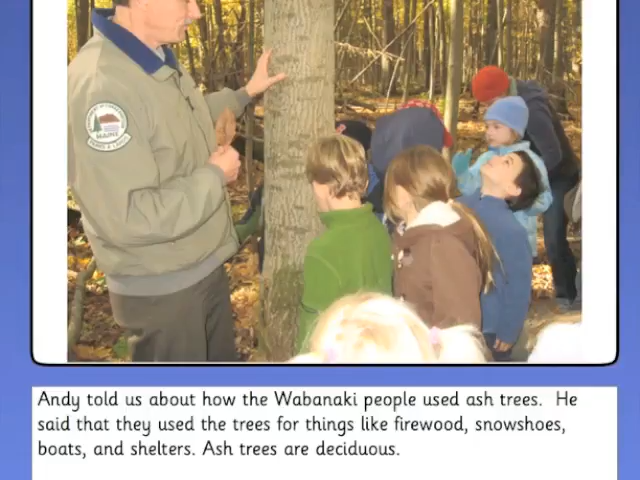 MAINE
Andy told us about how the Wabanaki people used ash trees.  He
said that they used the trees for things like firewood, snowshoes,
boats, and shelters. Ash trees are deciduous.